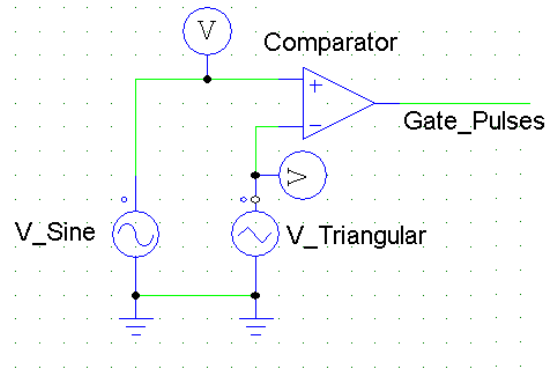 V
Comparator
+
−
Gate_Pulses
V
V_Sine
V_Triangular